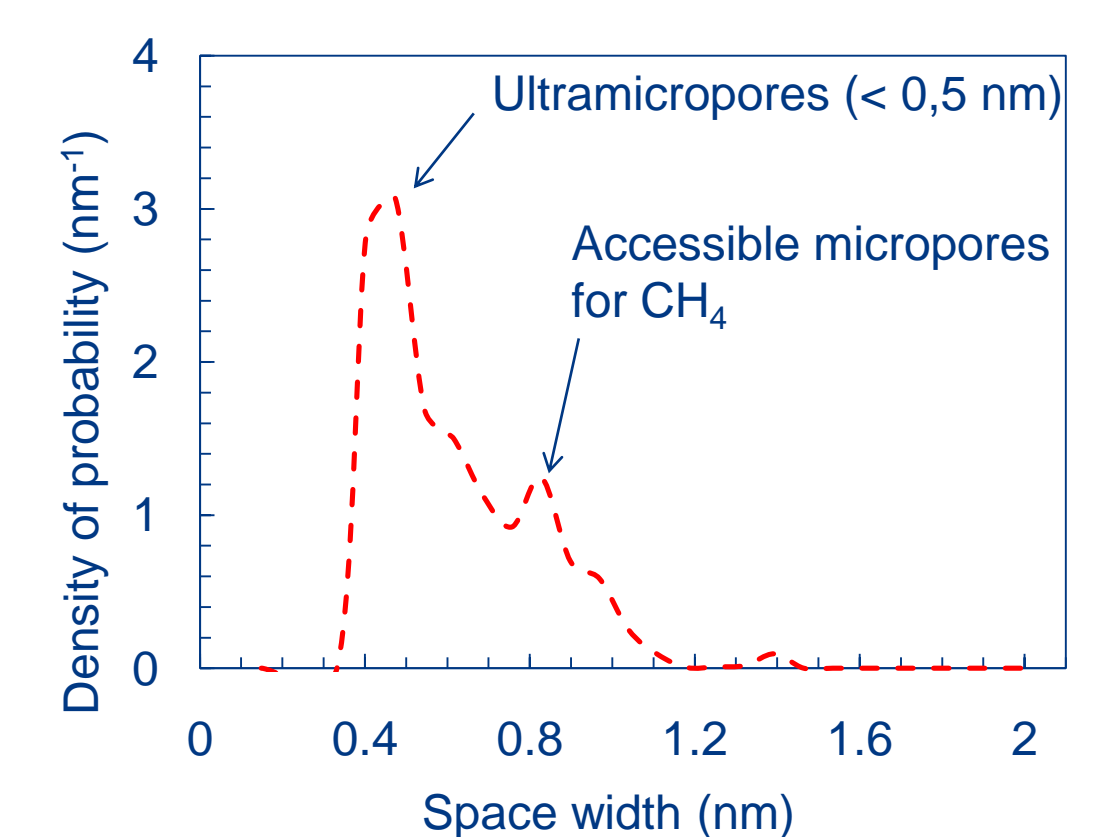 4
Ultramicropores (< 0,5 nm)
3
Accessible micropores
for CH₄
2
1
0
Density of probability (nm⁻¹)
0 0.4 0.8 1.2 1.6 2
Space width (nm)